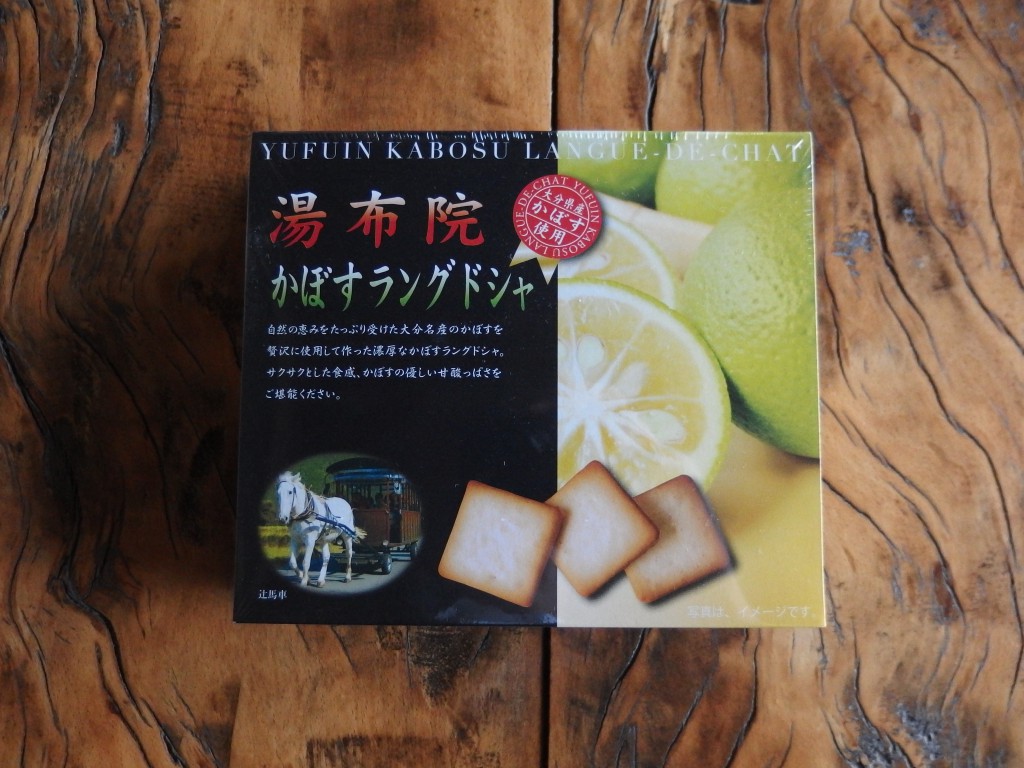 YUFUIN KABOSU LANGUE-DE-CHAT
湯布院
LANGUE-DE-CHAT YUFUIN KABOSU
大分県産
かぼす
使用
かぼすラングドシャ
自然の恵みをたっぷり受けた大分名産のかぼすを
贅沢に使用して作った濃厚なかぼすラングドシャ。
サクサクとした食感、かぼすの優しい甘酸っぱさを
ご堪能ください。
辻馬車
写真は、イメージです。